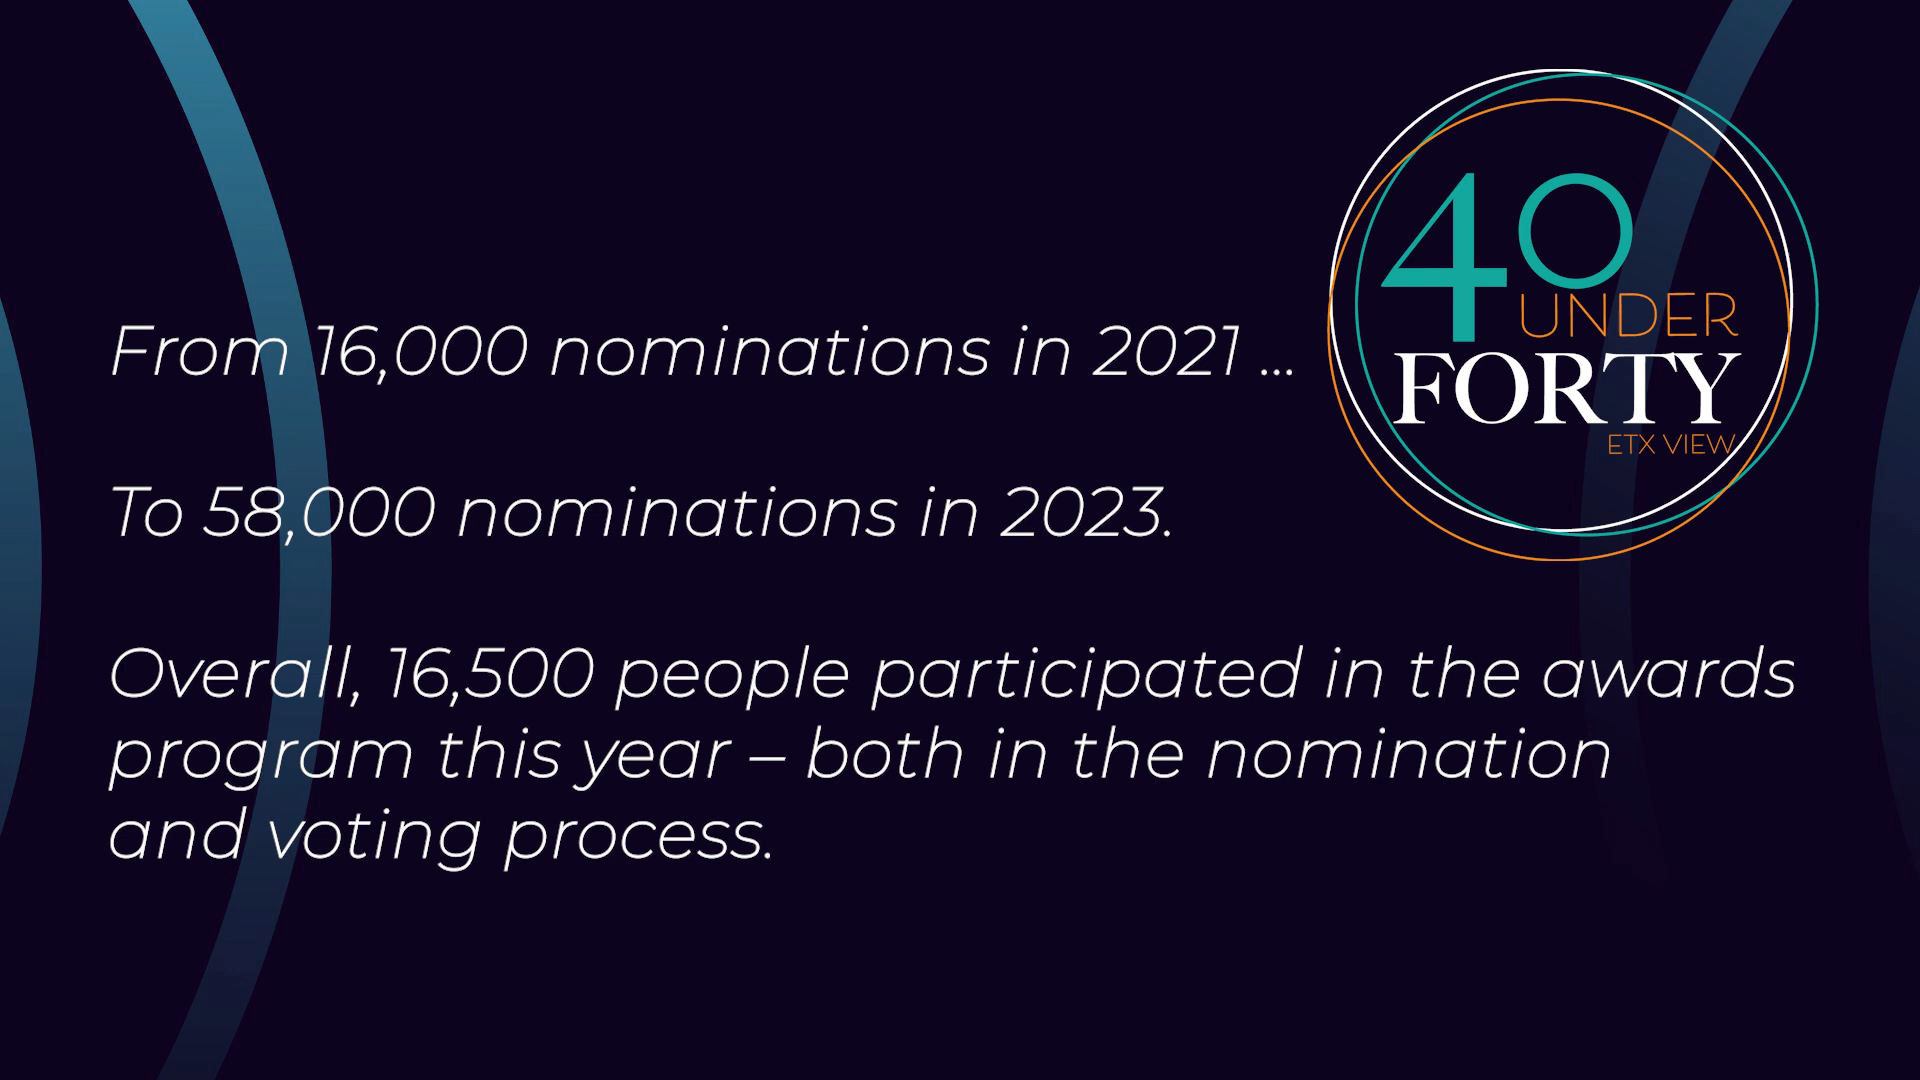 40
UNDER
FORTY
ETX VIEW
From 16,000 nominations in 2021 ...
To 58,000 nominations in 2023.
Overall, 16,500 people participated in the awards
program this year – both in the nomination
and voting process.